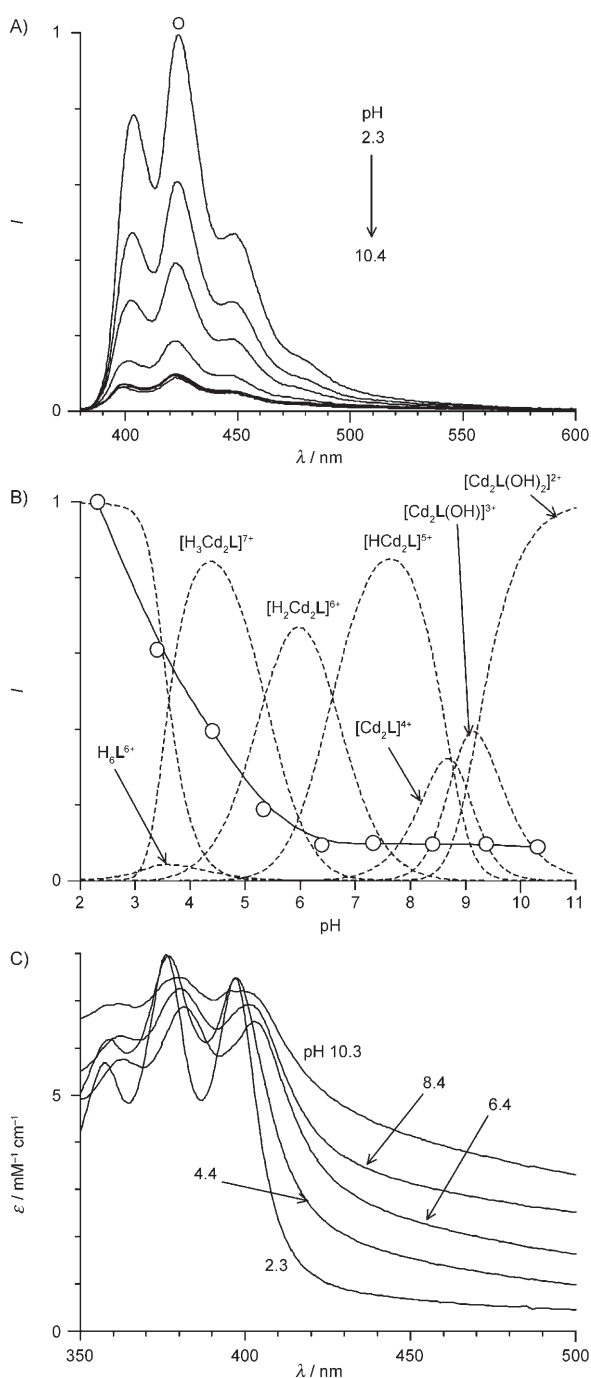 A)
1
pH
2.3
10.4
I
0
400
450
500
550
600
λ / nm
B)
[Cd₂L(OH)₂]²⁺
[Cd₂L(OH)]³⁺
1
[H₃Cd₂L]⁷⁺
[HCd₂L]⁵⁺
[H₂Cd₂L]⁶⁺
I
[Cd₂L]⁴⁺
H₆L⁶⁺
0
2
3
4
5
6
7
8
9
10
11
pH
C)
pH 10.3
8.4
5
6.4
4.4
ε / mM⁻¹ cm⁻¹
2.3
0
350
400
450
500
λ / nm